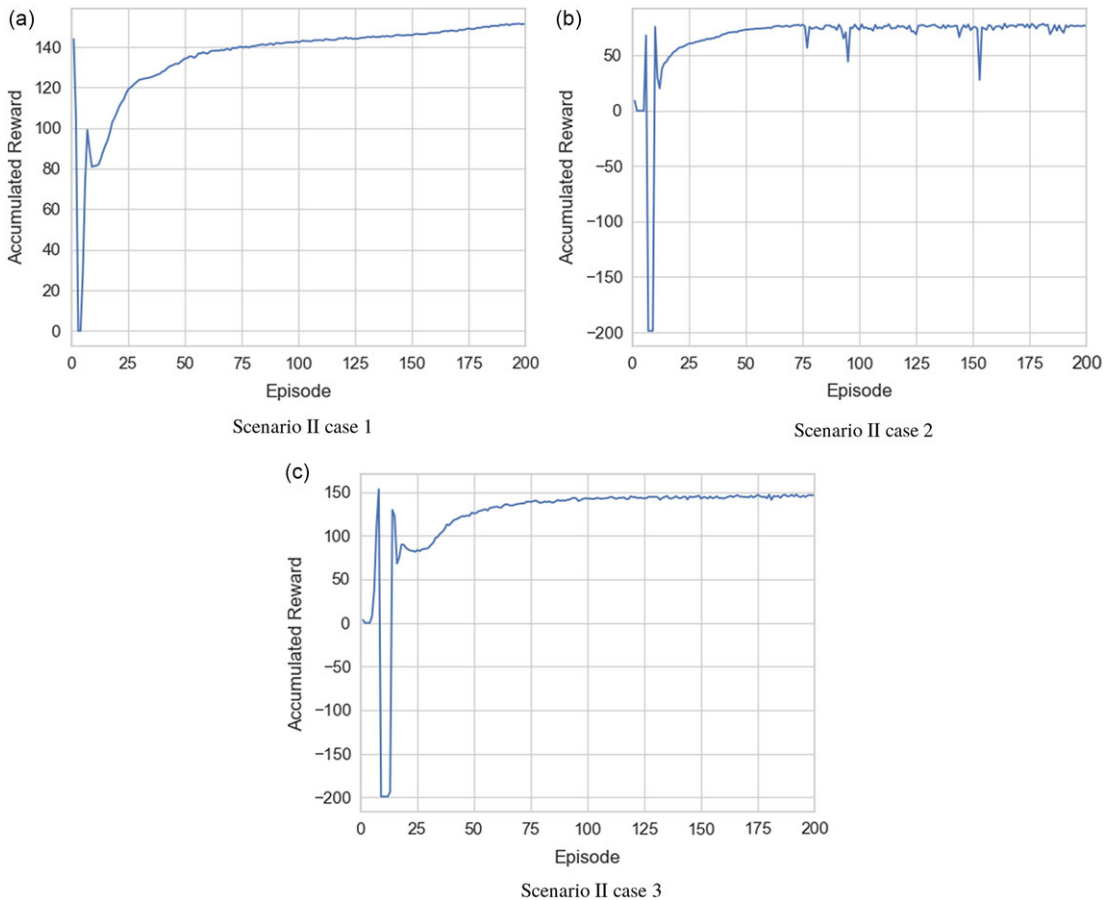 (a)
Accumulated Reward
140
120
100
80
60
40
20
0
0 25 50 75 100 125 150 175 200
Episode
Scenario II case 1
(b)
Accumulated Reward
50
0
−50
−100
−150
−200
0 25 50 75 100 125 150 175 200
Episode
Scenario II case 2
(c)
Accumulated Reward
150
100
50
0
−50
−100
−150
−200
0 25 50 75 100 125 150 175 200
Episode
Scenario II case 3